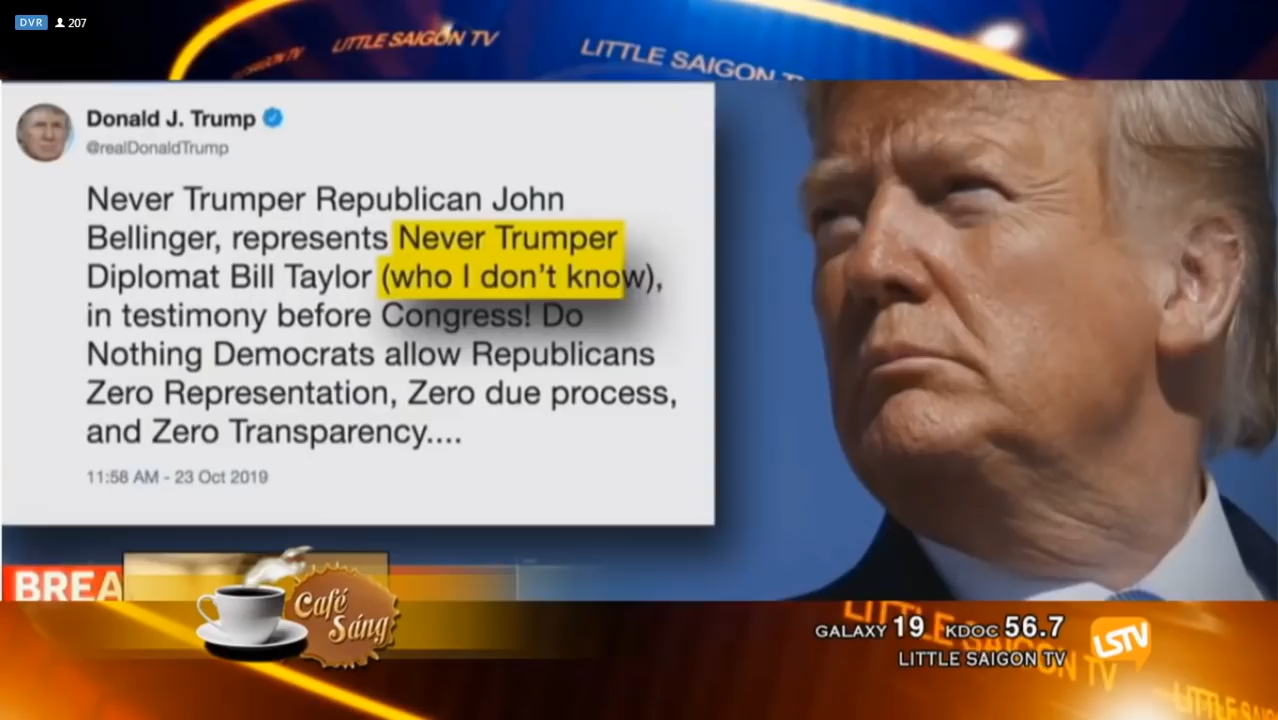 DVR 207
LITTLE SAIGON TV
LITTLE SAIGON
Donald J. Trump
@realDonaldTrump
Never Trumper Republican John
Bellinger, represents Never Trumper
Diplomat Bill Taylor (who I don't know),
in testimony before Congress! Do
Nothing Democrats allow Republicans
Zero Representation, Zero due process,
and Zero Transparency....
11:58 AM - 23 Oct 2019
BREA
Café
Sáng
GALAXY 19 KDOC 56.7
LITTLE SAIGON TV
LSTV